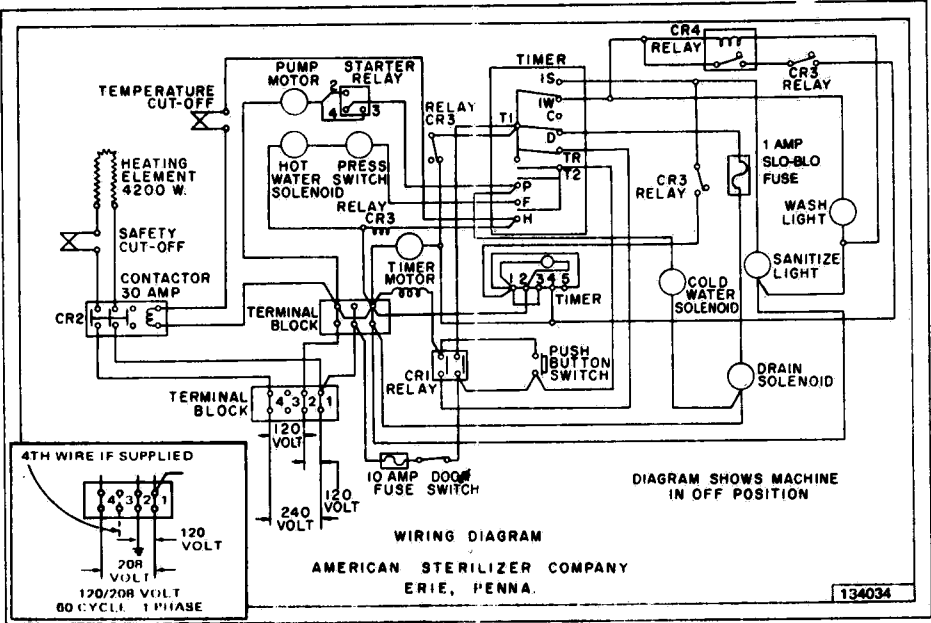 CR4
RELAY
CR3
RELAY
TIMER
1S
1W
C
D
TR
T2
T1
P
F
H
PUMP
MOTOR
STARTER
RELAY
2
4
3
TEMPERATURE
CUT-OFF
RELAY
CR3
HEATING
ELEMENT
4200 W.
HOT
WATER
SOLENOID
PRESS
SWITCH
RELAY
CR3
1 AMP
SLO-BLO
FUSE
CR3
RELAY
WASH
LIGHT
SAFETY
CUT-OFF
TIMER
MOTOR
SANITIZE
LIGHT
CONTACTOR
30 AMP
CR2
1 2 3 4 5
TIMER
COLD
WATER
SOLENOID
TERMINAL
BLOCK
CR1
RELAY
PUSH
BUTTON
SWITCH
DRAIN
SOLENOID
TERMINAL
BLOCK
4 3 2 1
120
VOLT
10 AMP
FUSE
DOOR
SWITCH
120
VOLT
240
VOLT
4TH WIRE IF SUPPLIED
4 3 2 1
120
VOLT
208
VOLT
120/208 VOLT
60 CYCLE 1 PHASE
DIAGRAM SHOWS MACHINE
IN OFF POSITION
WIRING DIAGRAM
AMERICAN STERILIZER COMPANY
ERIE, PENNA.
134034